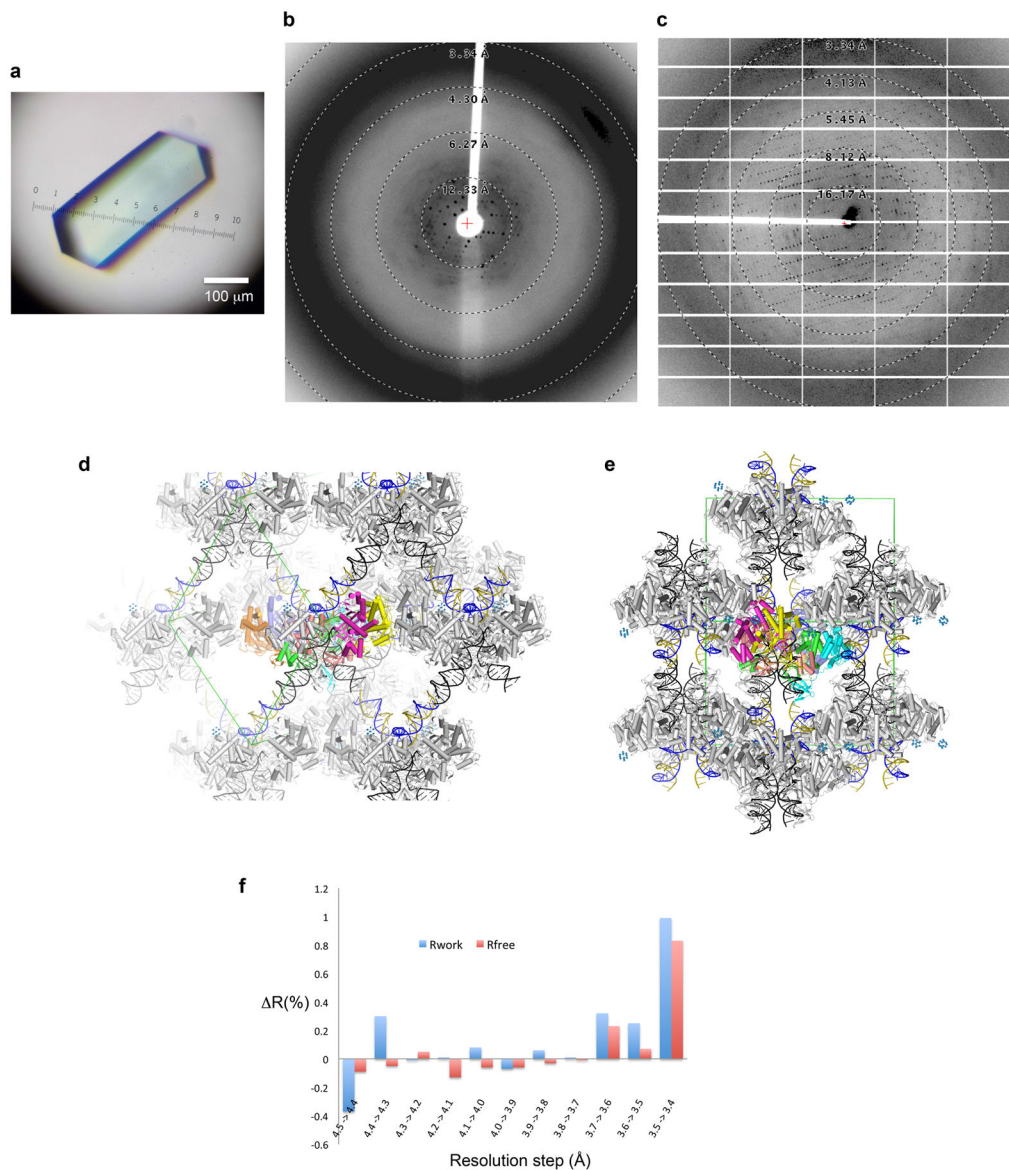 a
0 1 2 3 4 5 6 7 8 9 10
100 μm
b
3.34 Å
4.30 Å
6.27 Å
12.33 Å
c
3.34 Å
4.13 Å
5.45 Å
8.12 Å
16.17 Å
d
e
f
1.2
1
0.8
0.6
0.4
0.2
0
-0.2
-0.4
-0.6
ΔR(%)
Rwork Rfree
4.5 -> 4.4
4.4 -> 4.3
4.3 -> 4.2
4.2 -> 4.1
4.1 -> 4.0
4.0 -> 3.9
3.9 -> 3.8
3.8 -> 3.7
3.7 -> 3.6
3.6 -> 3.5
3.5 -> 3.4
Resolution step (Å)